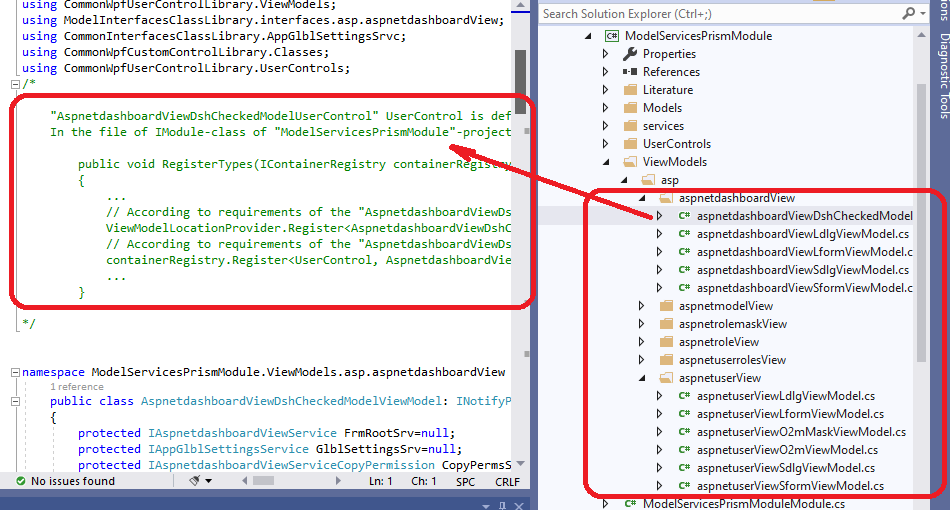 using CommonWpfUserControlLibrary.ViewModels;
using ModelInterfacesClassLibrary.interfaces.asp.aspnetdashboardView;
using CommonInterfacesClassLibrary.AppGlblSettingsSrvc;
using CommonWpfCustomControlLibrary.Classes;
using CommonWpfUserControlLibrary.UserControls;
/*
"AspnetdashboardViewDshCheckedModelUserControl" UserControl is def
In the file of IModule-class of "ModelServicesPrismModule"-project
public void RegisterTypes(IContainerRegistry containerRegistry
{
...
// According to requirements of the "AspnetdashboardViewDs
ViewModelLocationProvider.Register<AspnetdashboardViewDshC
// According to requirements of the "AspnetdashboardViewDs
containerRegistry.Register<UserControl, AspnetdashboardVie
...
}
*/
namespace ModelServicesPrismModule.ViewModels.asp.aspnetdashboardView
1 reference
public class AspnetdashboardViewDshCheckedModelViewModel: INotifyP
{
protected IAspnetdashboardViewService FrmRootSrv=null;
protected IAppGlblSettingsService GlblSettingsSrv=null;
protected IAspnetdashboardViewServiceCopyPermission CopyPermsS
No issues found
Ln: 1 Ch: 1 SPC CRLF
Search Solution Explorer (Ctrl+;)
C# ModelServicesPrismModule
Properties
References
Literature
Models
services
UserControls
ViewModels
asp
aspnetdashboardView
C# aspnetdashboardViewDshCheckedModel
C# aspnetdashboardViewLdlgViewModel.cs
C# aspnetdashboardViewLformViewModel.c
C# aspnetdashboardViewSdlgViewModel.cs
C# aspnetdashboardViewSformViewModel.c
aspnetmodelView
aspnetrolemaskView
aspnetroleView
aspnetuserrolesView
aspnetuserView
C# aspnetuserViewLdlgViewModel.cs
C# aspnetuserViewLformViewModel.cs
C# aspnetuserViewO2mMaskViewModel.cs
C# aspnetuserViewO2mViewModel.cs
C# aspnetuserViewSdlgViewModel.cs
C# aspnetuserViewSformViewModel.cs
C# ModelServicesPrismModuleModule.cs
Diagnostic Tools